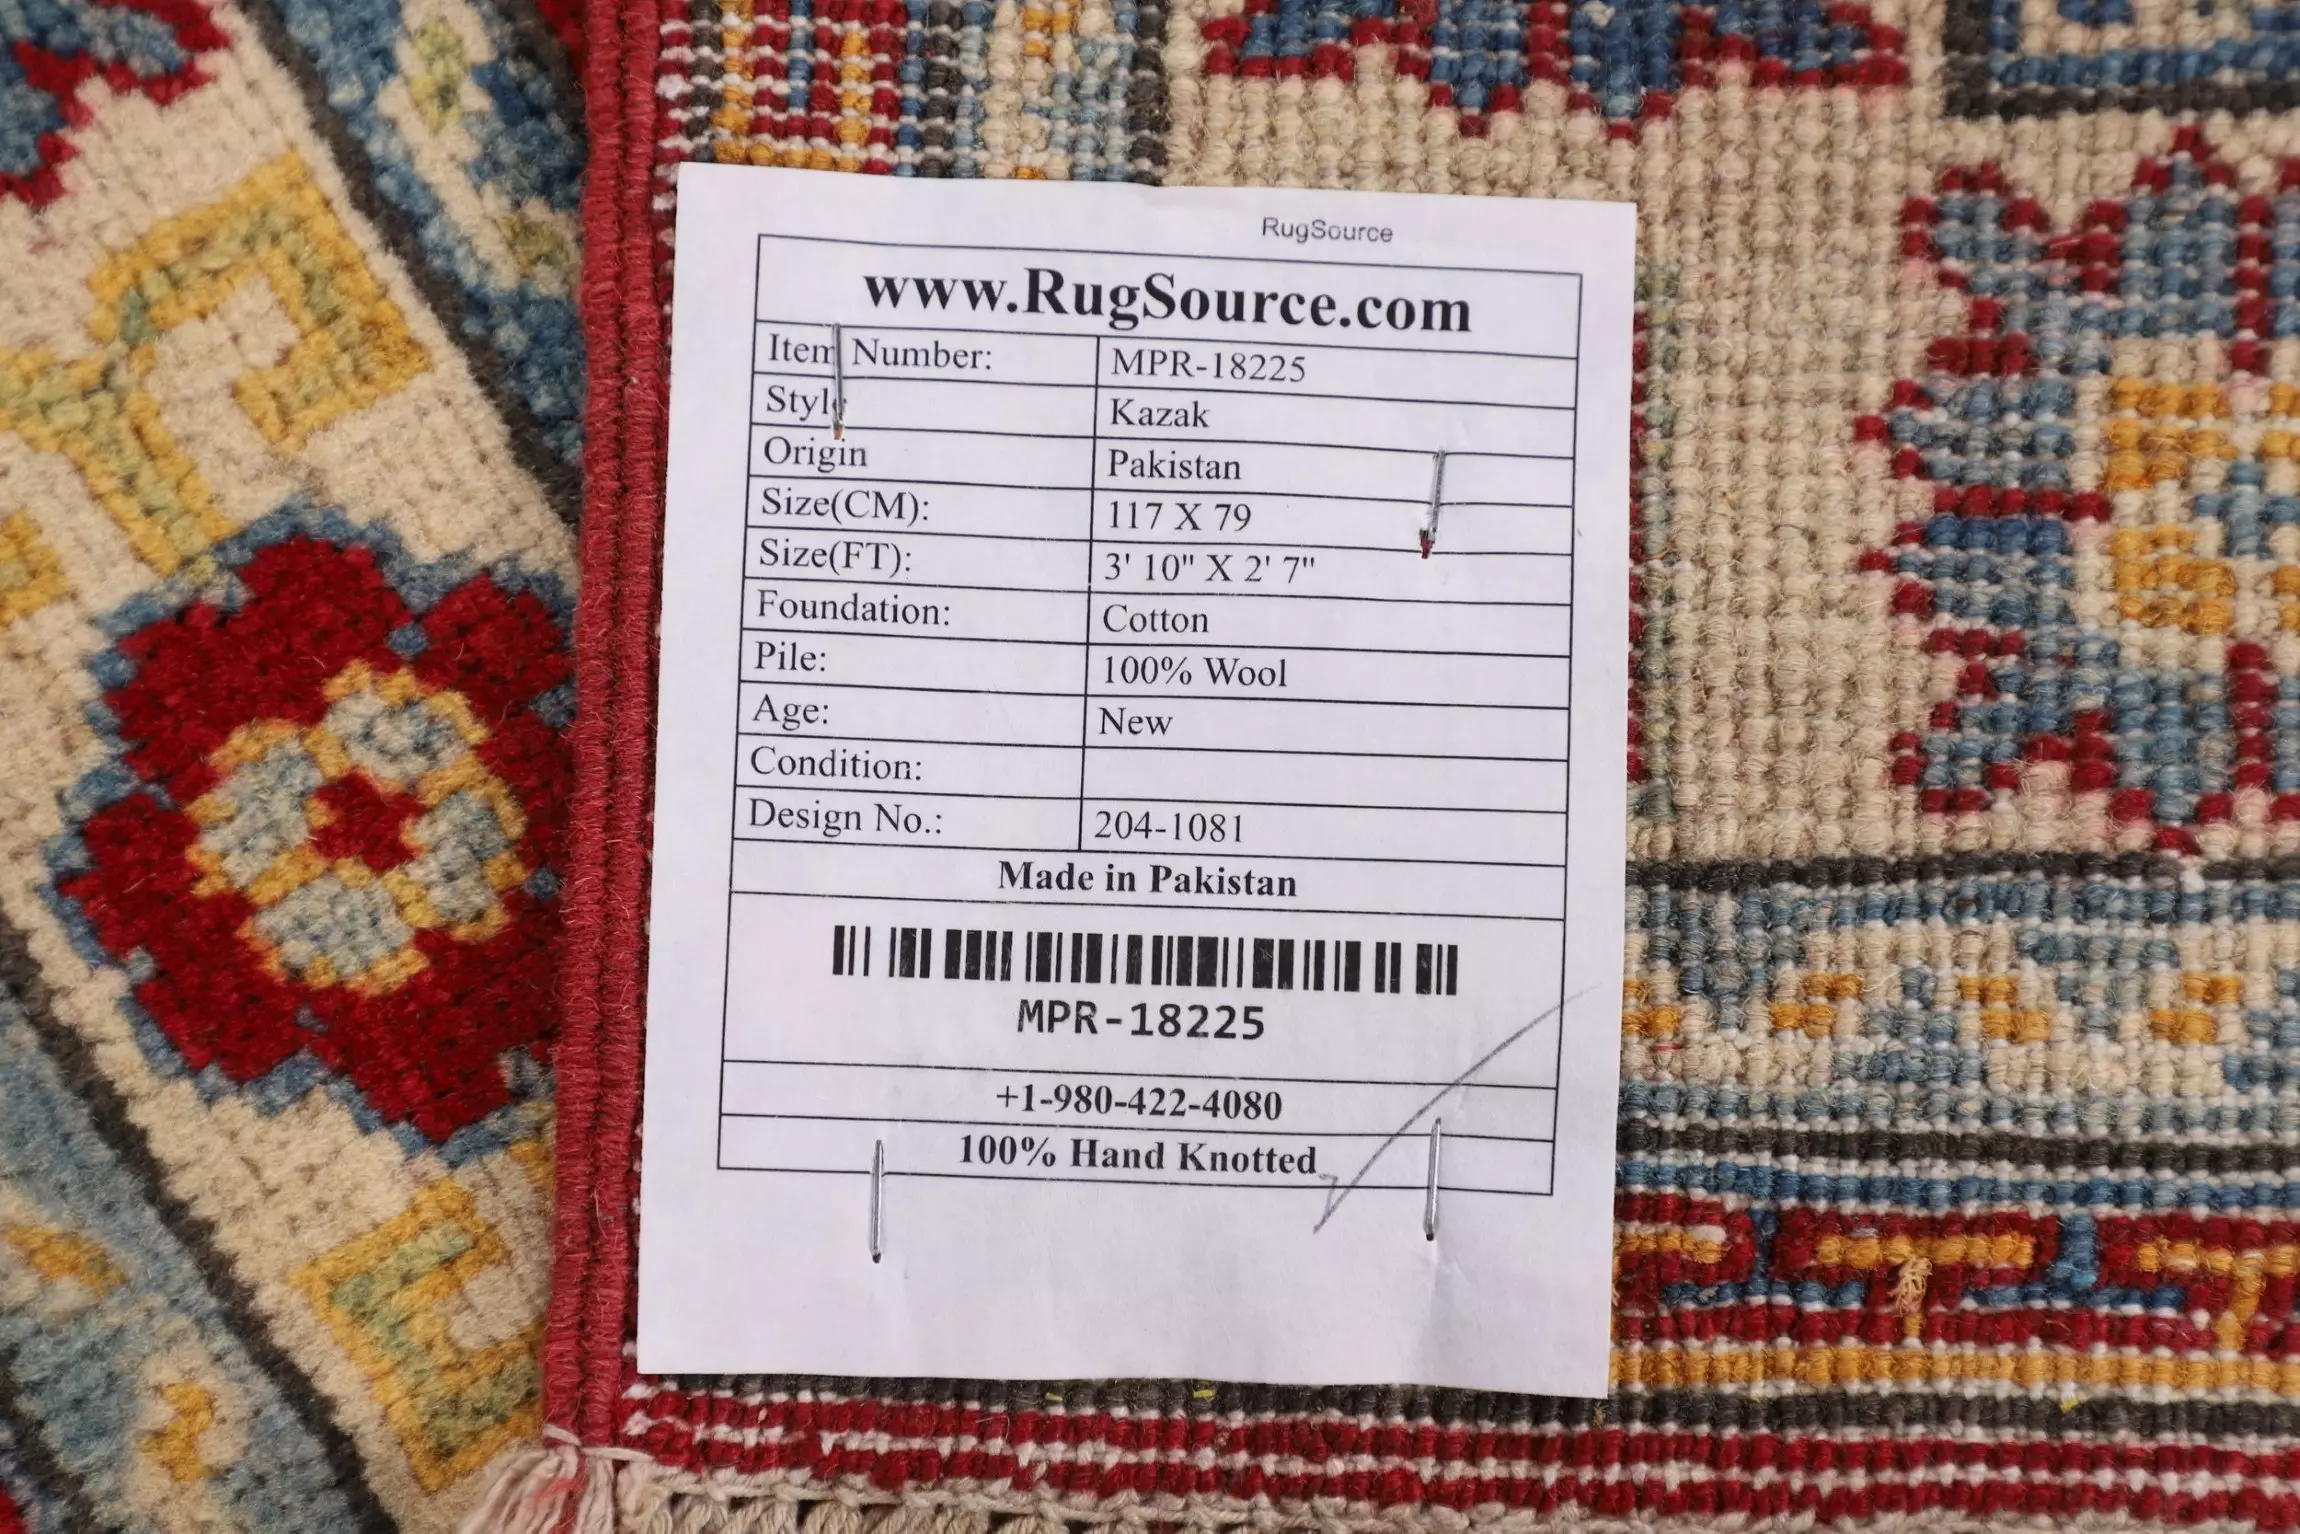 RugSource
www.RugSource.com
Item Number: MPR-18225
Style Kazak
Origin Pakistan
Size(CM): 117 X 79
Size(FT): 3' 10" X 2' 7"
Foundation: Cotton
Pile: 100% Wool
Age: New
Condition:
Design No.: 204-1081
Made in Pakistan
MPR-18225
+1-980-422-4080
100% Hand Knotted